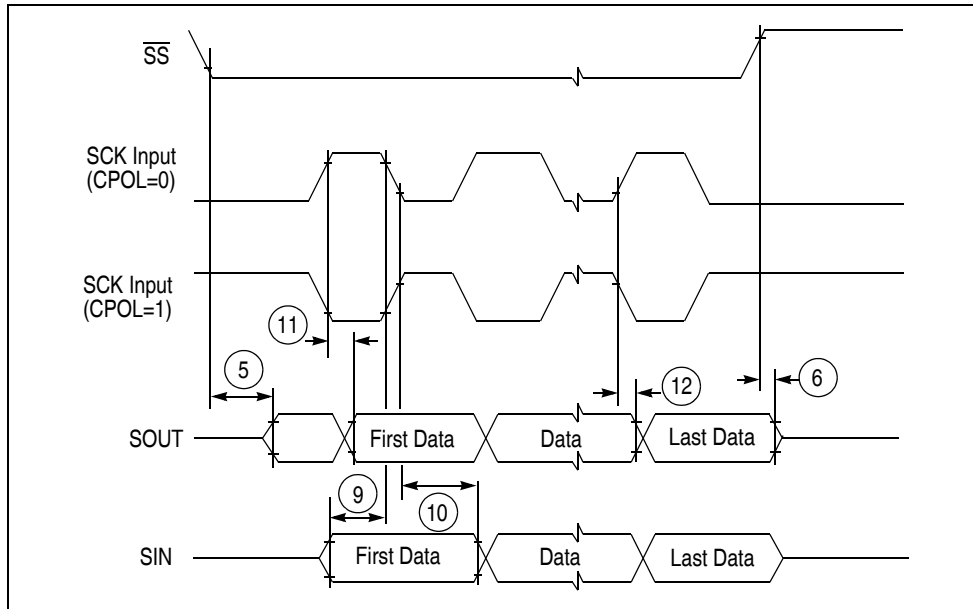 SS
SCK Input
(CPOL=0)
SCK Input
(CPOL=1)
11
5
12
6
SOUT
First Data
Data
Last Data
9
10
SIN
First Data
Data
Last Data